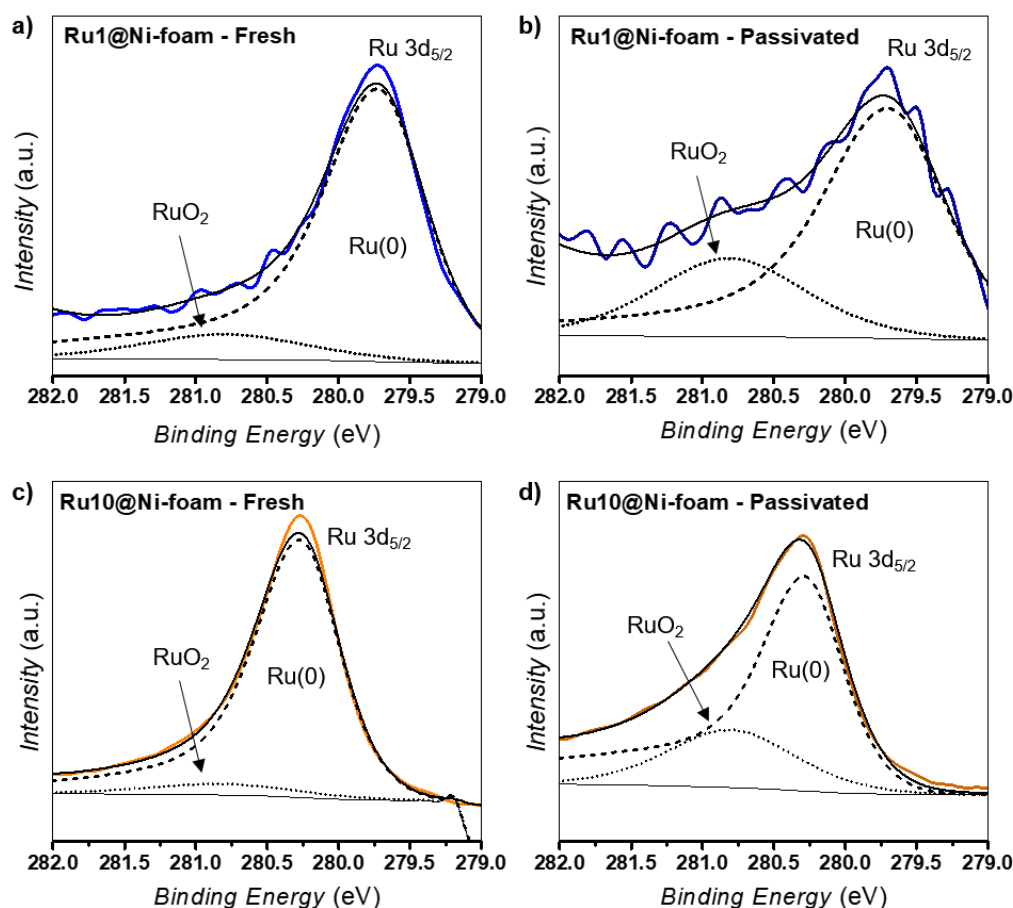 a)
Ru1@Ni-foam - Fresh
Ru 3d5/2
RuO2
Ru(0)
Intensity (a.u.)
282.0 281.5 281.0 280.5 280.0 279.5 279.0
Binding Energy (eV)
b)
Ru1@Ni-foam - Passivated
Ru 3d5/2
RuO2
Ru(0)
Intensity (a.u.)
282.0 281.5 281.0 280.5 280.0 279.5 279.0
Binding Energy (eV)
c)
Ru10@Ni-foam - Fresh
Ru 3d5/2
RuO2
Ru(0)
Intensity (a.u.)
282.0 281.5 281.0 280.5 280.0 279.5 279.0
Binding Energy (eV)
d)
Ru10@Ni-foam - Passivated
Ru 3d5/2
RuO2
Ru(0)
Intensity (a.u.)
282.0 281.5 281.0 280.5 280.0 279.5 279.0
Binding Energy (eV)